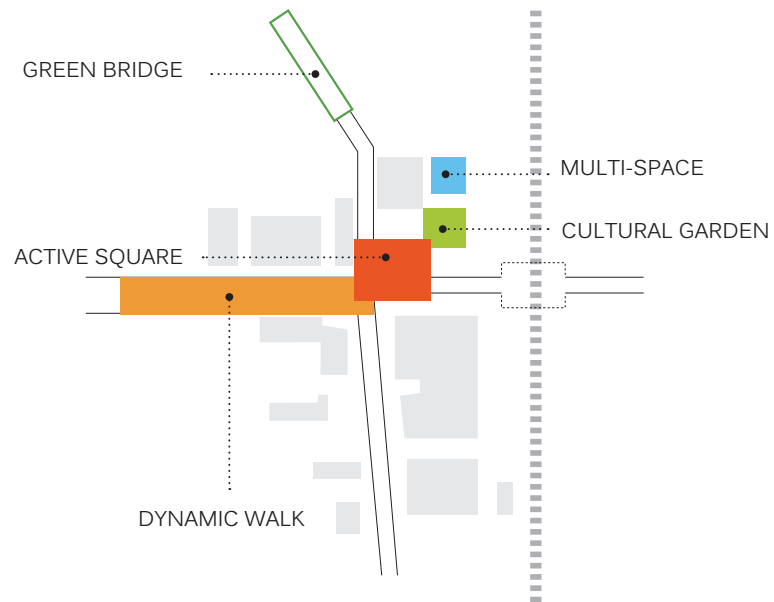 GREEN BRIDGE
MULTI-SPACE
CULTURAL GARDEN
ACTIVE SQUARE
DYNAMIC WALK